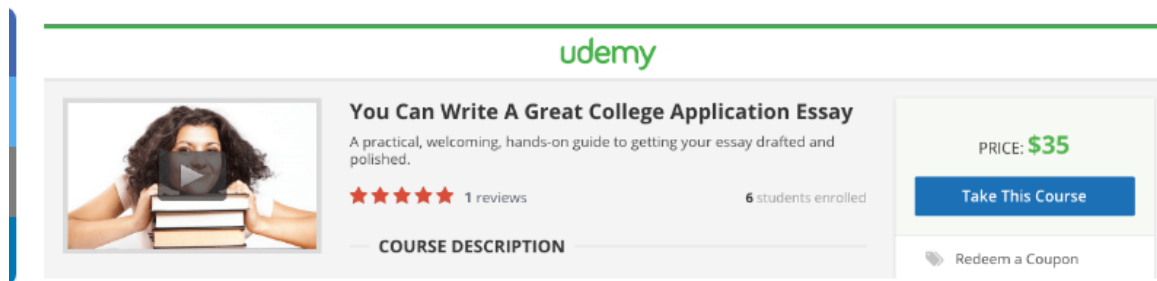 udemy
You Can Write A Great College Application Essay
A practical, welcoming, hands-on guide to getting your essay drafted and
polished.
1 reviews
6 students enrolled
COURSE DESCRIPTION
PRICE: $35
Take This Course
Redeem a Coupon